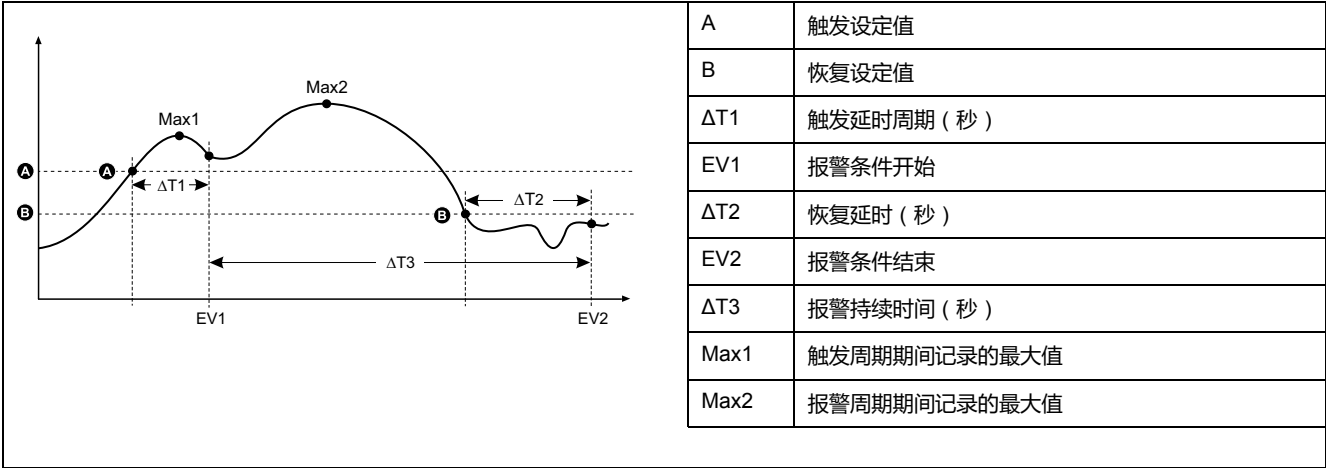 Max1
Max2
A
A
ΔT1
B
B
ΔT2
ΔT3
EV1
EV2
A 触发设定值
B 恢复设定值
ΔT1 触发延时周期（秒）
EV1 报警条件开始
ΔT2 恢复延时（秒）
EV2 报警条件结束
ΔT3 报警持续时间（秒）
Max1 触发周期期间记录的最大值
Max2 报警周期期间记录的最大值